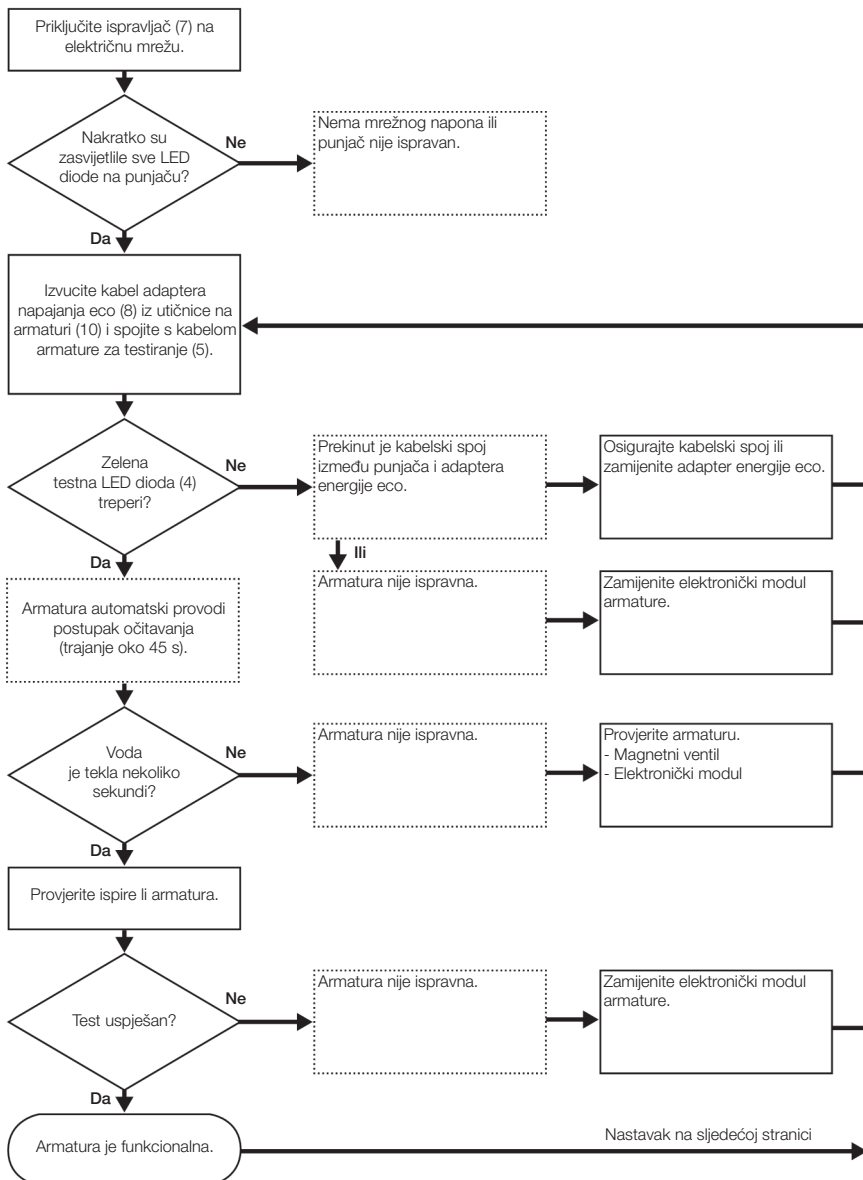 Priključite ispravljač (7) na
električnu mrežu.
Nakratko su
zasvijetlile sve LED
diode na punjaču?
Ne
Nema mrežnog napona ili
punjač nije ispravan.
Da
Izvucite kabel adaptera
napajanja eco (8) iz utičnice na
armaturi (10) i spojite s kabelom
armature za testiranje (5).
Zelena
testna LED dioda (4)
treperi?
Ne
Prekinut je kabelski spoj
između punjača i adaptera
energije eco.
Osigurajte kabelski spoj ili
zamijenite adapter energije eco.
Ili
Da
Armatura automatski provodi
postupak očitavanja
(trajanje oko 45 s).
Armatura nije ispravna.
Zamijenite elektronički modul
armature.
Voda
je tekla nekoliko
sekundi?
Ne
Armatura nije ispravna.
Provjerite armaturu.
- Magnetni ventil
- Elektronički modul
Da
Provjerite ispire li armatura.
Test uspješan?
Ne
Armatura nije ispravna.
Zamijenite elektronički modul
armature.
Da
Armatura je funkcionalna.
Nastavak na sljedećoj stranici